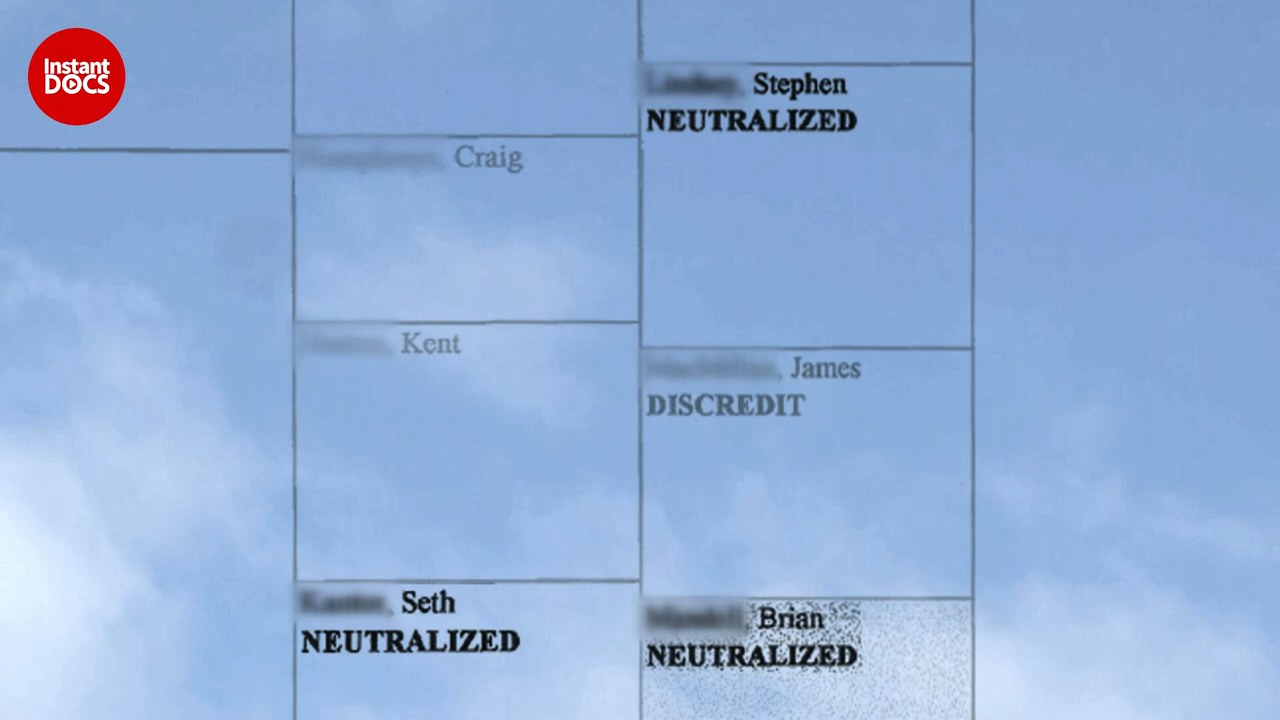 Instant
DOCS
Craig
Kent
Seth
NEUTRALIZED
Stephen
NEUTRALIZED
James
DISCREDIT
Brian
NEUTRALIZED